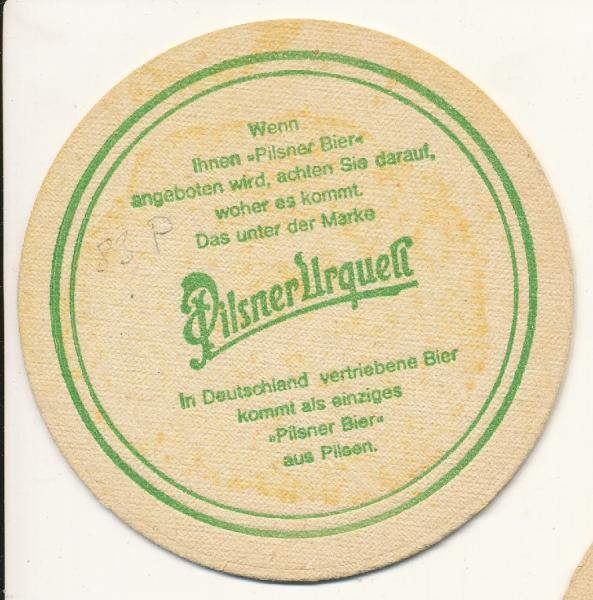 Wenn
Ihnen »Pilsner Bier«
angeboten wird, achten Sie darauf,
woher es kommt.
Das unter der Marke
83 P
Pilsner Urquell
In Deutschland vertriebene Bier
kommt als einziges
»Pilsner Bier«
aus Pilsen.